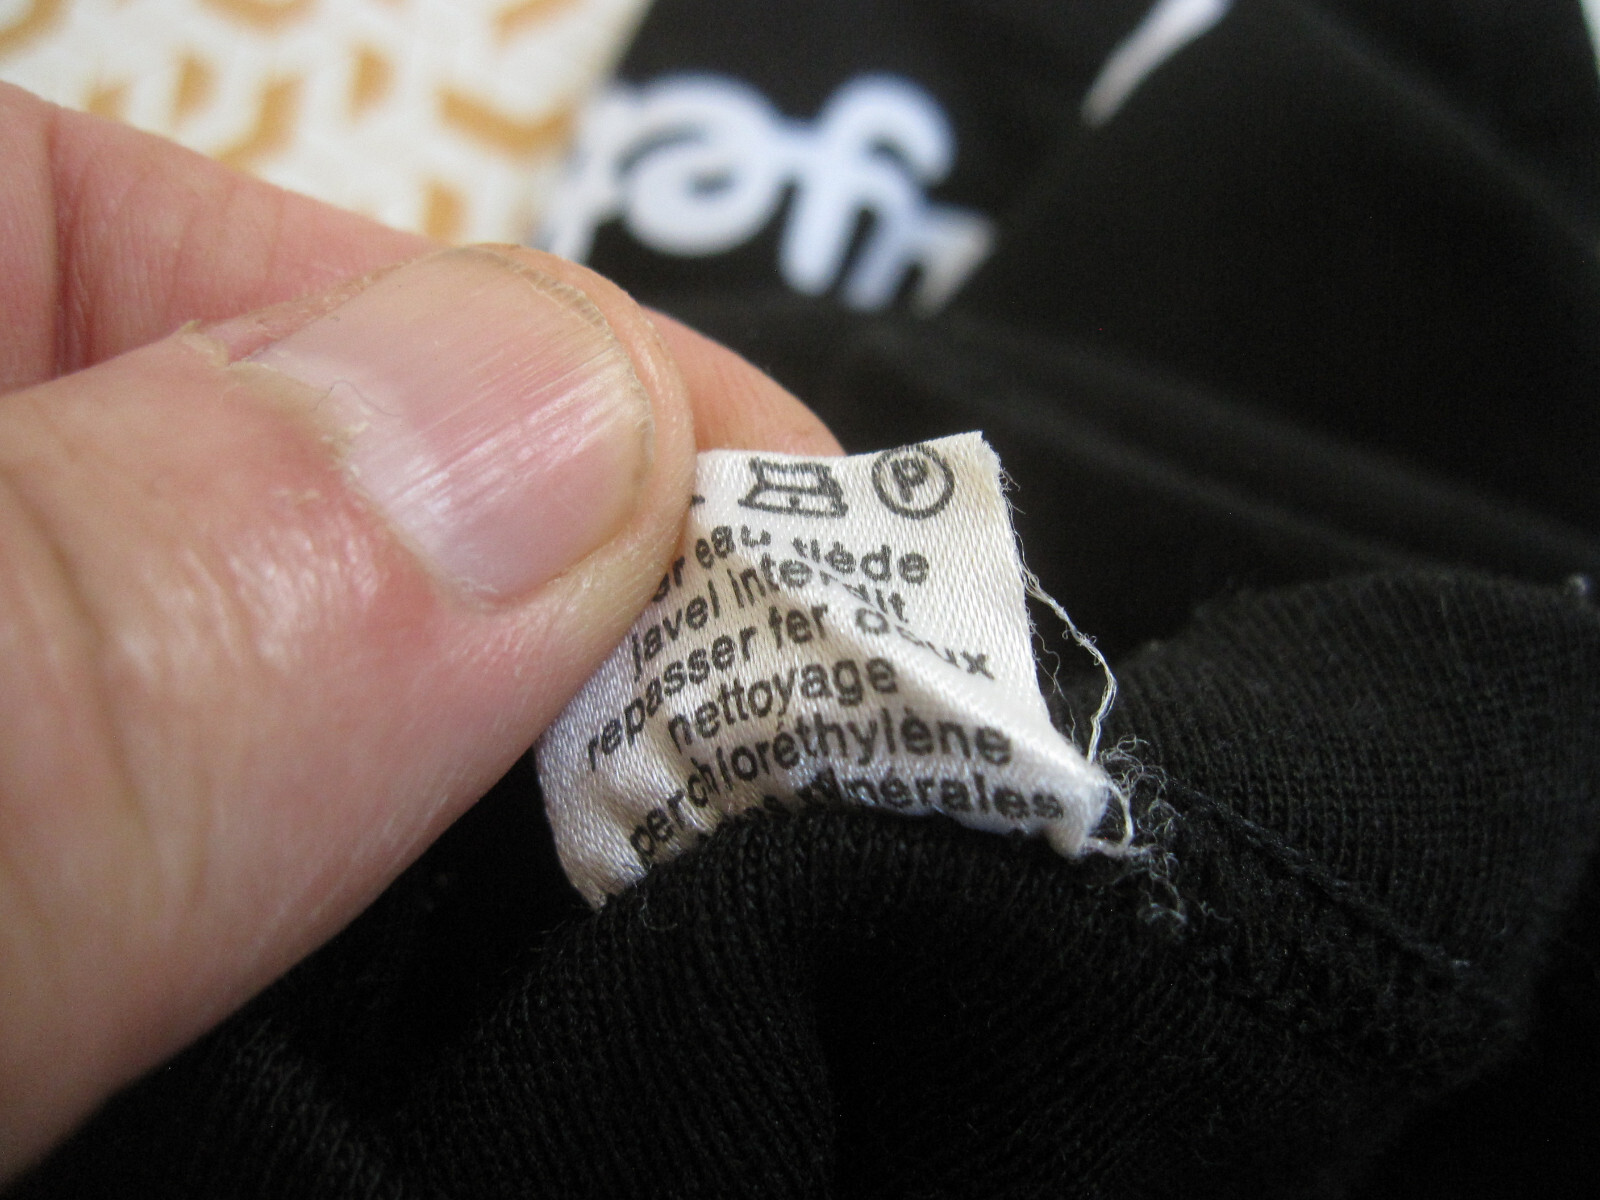 P
eau tiède
javel interdit
repasser fer doux
nettoyage
perchloréthylène
minérales